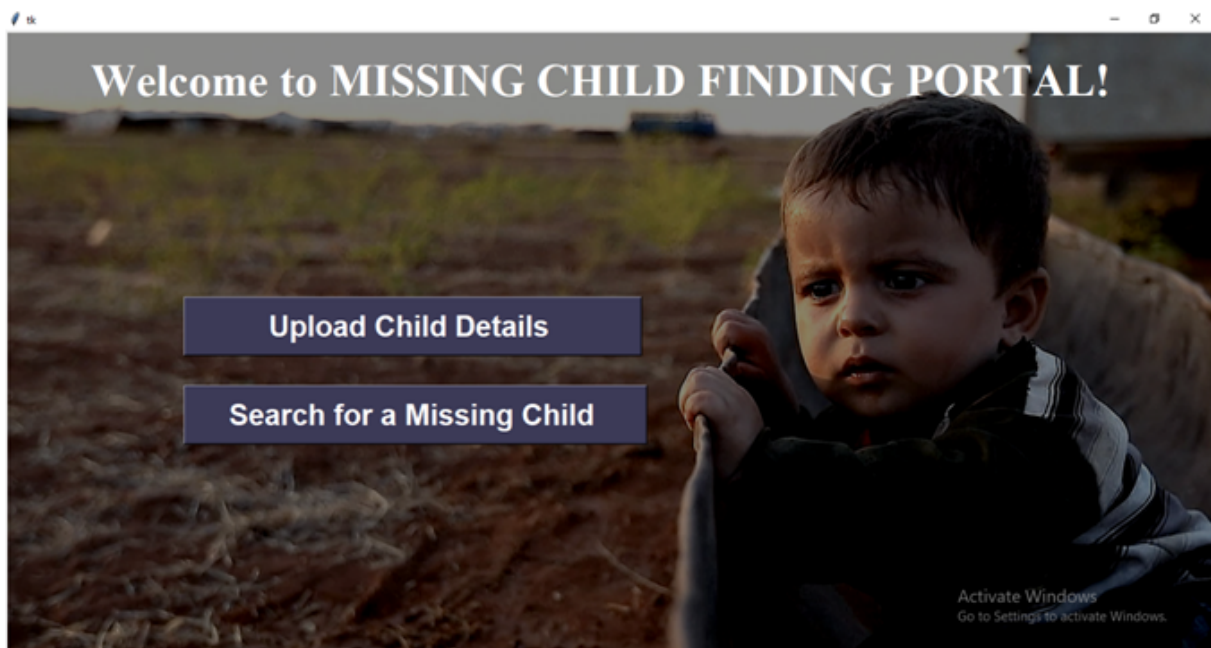 tk
Welcome to MISSING CHILD FINDING PORTAL!
Upload Child Details
Search for a Missing Child
Activate Windows
Go to Settings to activate Windows.